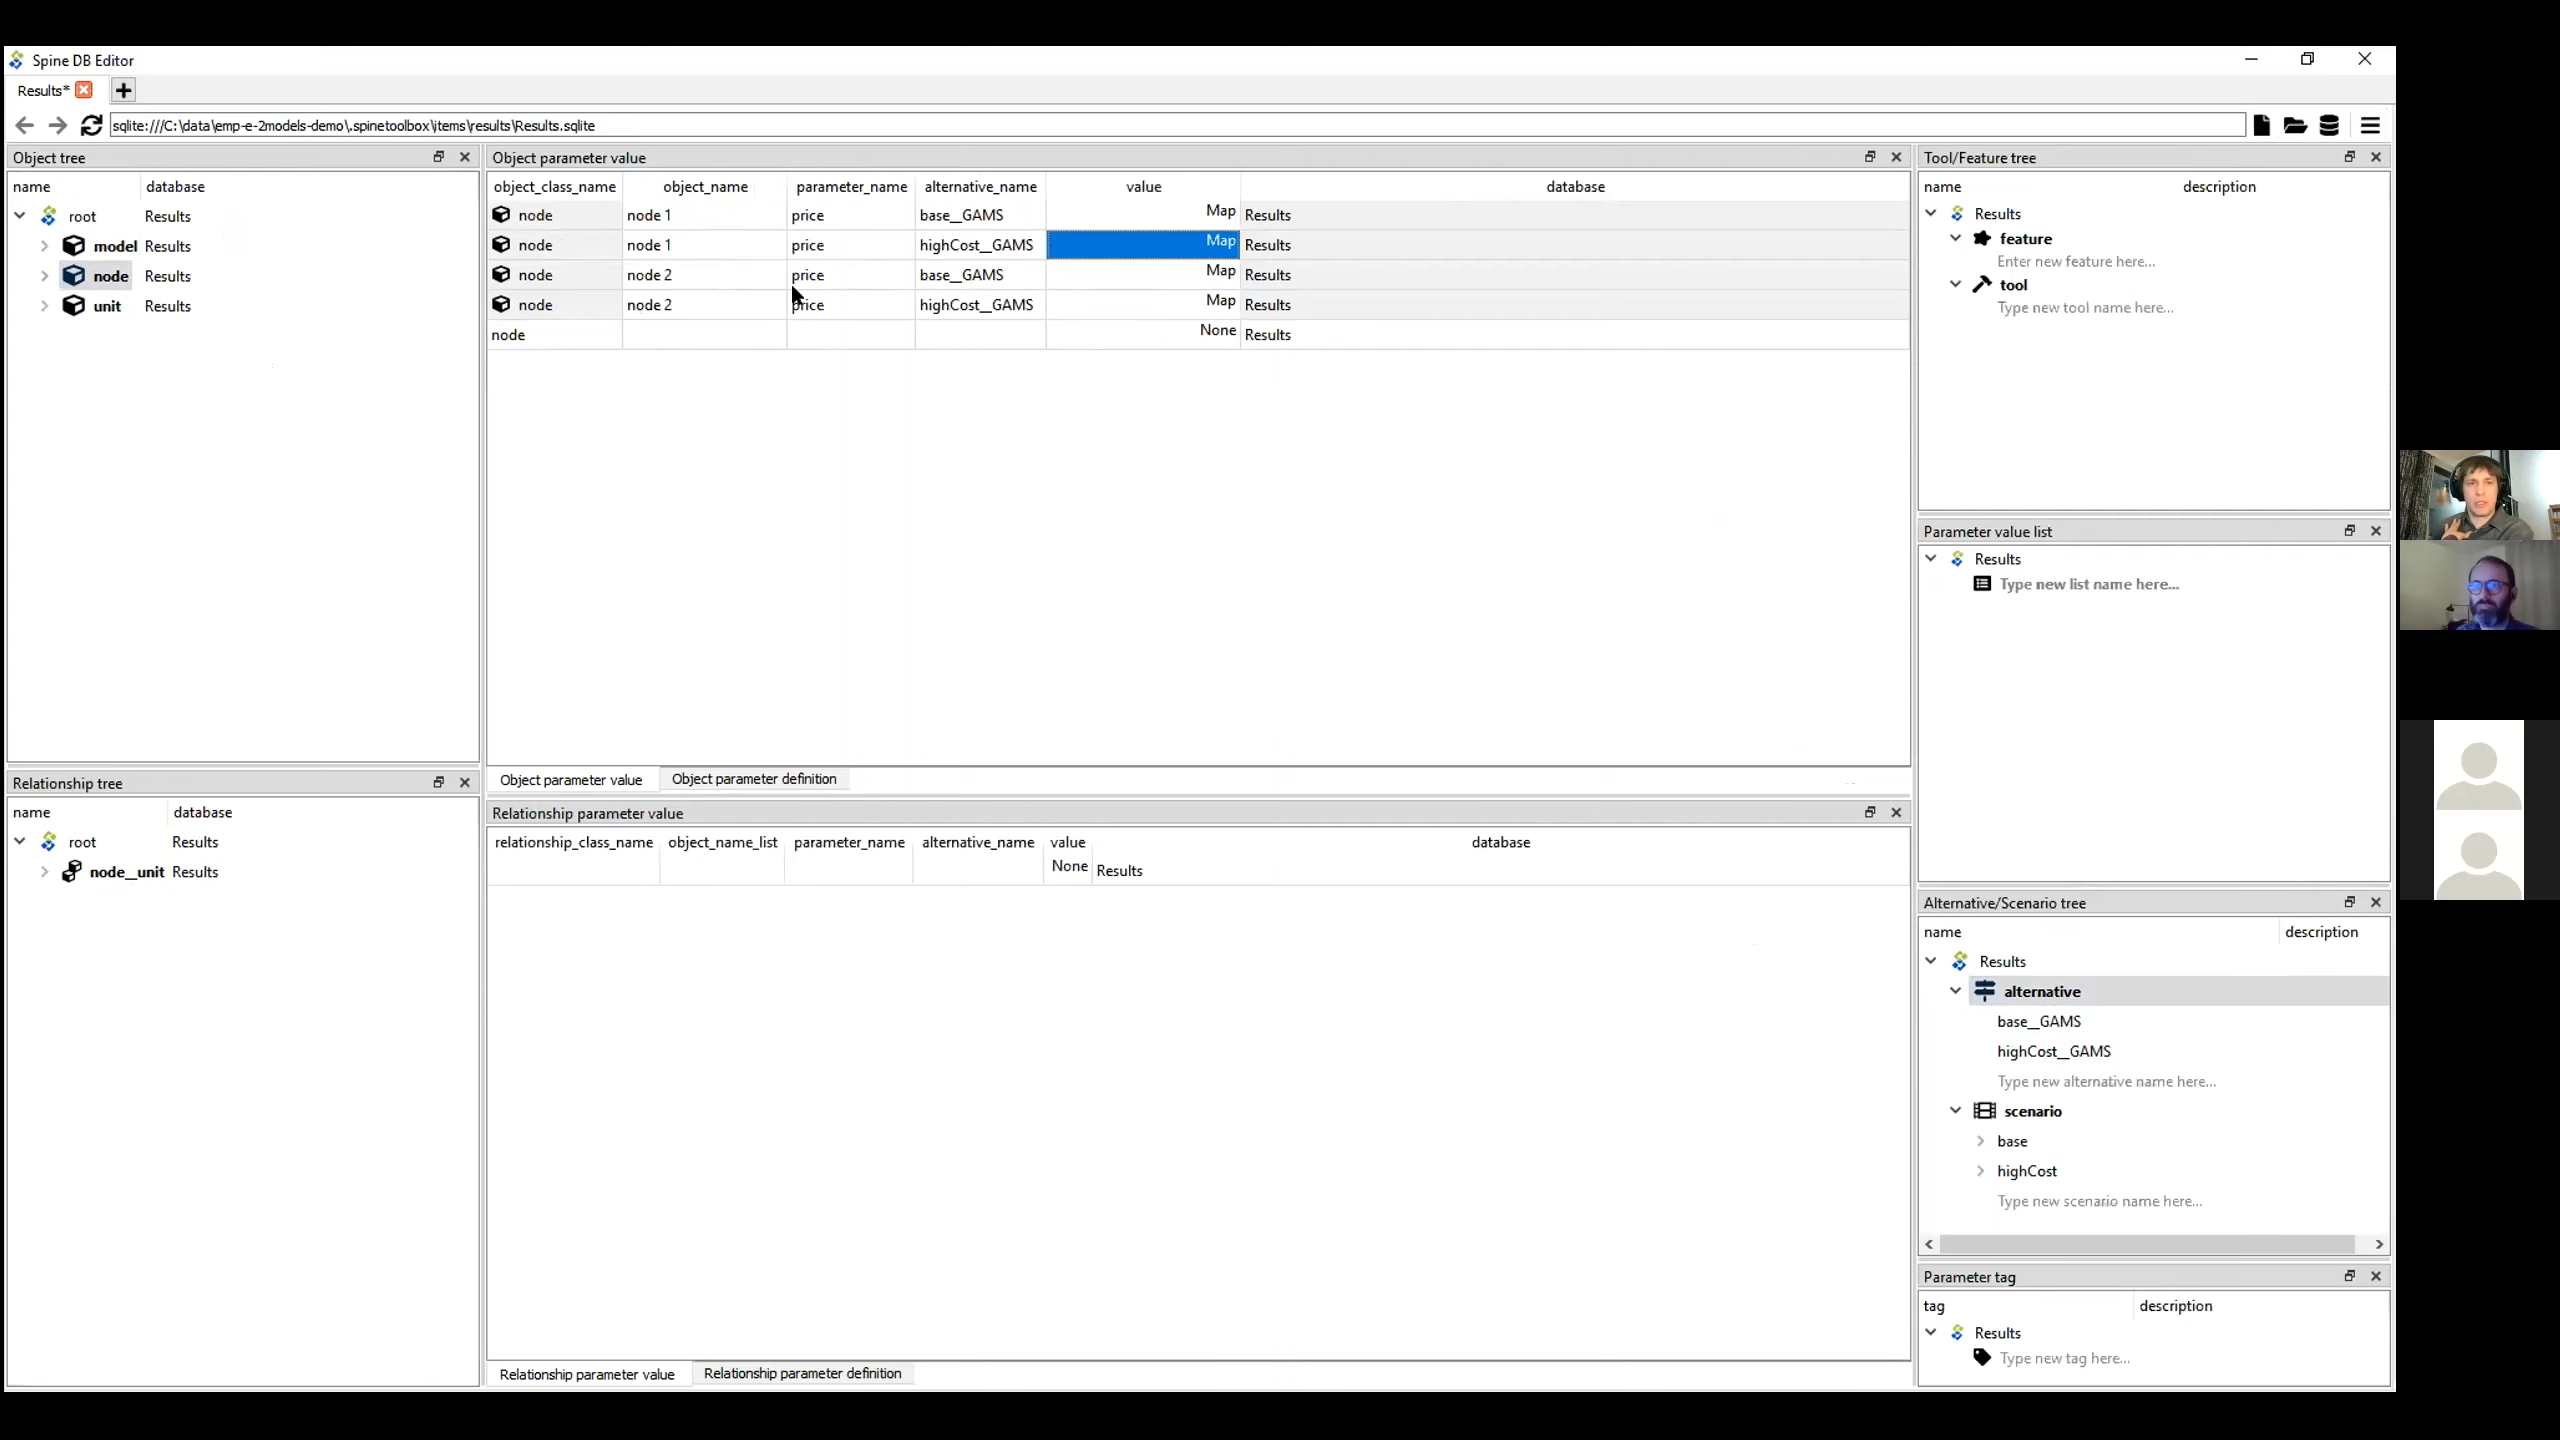 Spine DB Editor
Results*
sqlite:///C:\data\emp-e-2models-demo\.spinetoolbox\items\results\Results.sqlite
Object tree
name database
root Results
model Results
node Results
unit Results
Relationship tree
name database
root Results
node__unit Results
Object parameter value
object_class_name object_name parameter_name alternative_name value database
node node 1 price base__GAMS Map Results
node node 1 price highCost__GAMS Map Results
node node 2 price base__GAMS Map Results
node node 2 price highCost__GAMS Map Results
node None Results
Object parameter value Object parameter definition
Relationship parameter value
relationship_class_name object_name_list parameter_name alternative_name value database
None Results
Relationship parameter value Relationship parameter definition
Tool/Feature tree
name description
Results
feature
Enter new feature here...
tool
Type new tool name here...
Parameter value list
Results
Type new list name here...
Alternative/Scenario tree
name description
Results
alternative
base__GAMS
highCost__GAMS
Type new alternative name here...
scenario
base
highCost
Type new scenario name here...
Parameter tag
tag description
Results
Type new tag here...